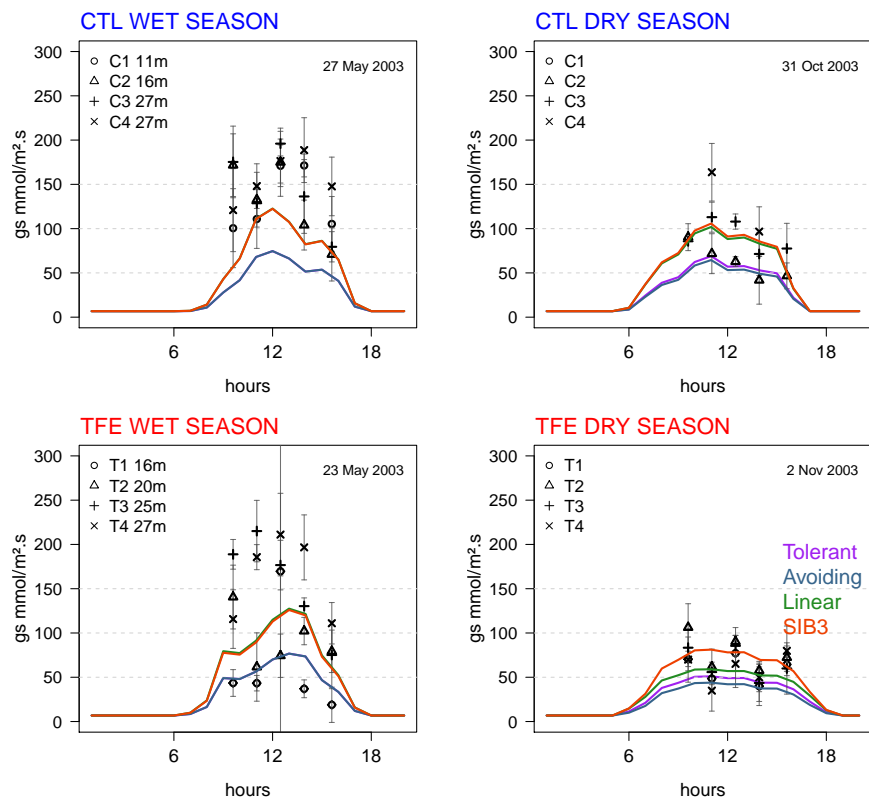 CTL WET SEASON
27 May 2003
C1 11m
C2 16m
C3 27m
C4 27m
gs mmol/m².s
300
250
200
150
100
50
0
6 12 18
hours
CTL DRY SEASON
31 Oct 2003
C1
C2
C3
C4
gs mmol/m².s
300
250
200
150
100
50
0
6 12 18
hours
TFE WET SEASON
23 May 2003
T1 16m
T2 20m
T3 25m
T4 27m
gs mmol/m².s
300
250
200
150
100
50
0
6 12 18
hours
TFE DRY SEASON
2 Nov 2003
T1
T2
T3
T4
Tolerant
Avoiding
Linear
SIB3
gs mmol/m².s
300
250
200
150
100
50
0
6 12 18
hours